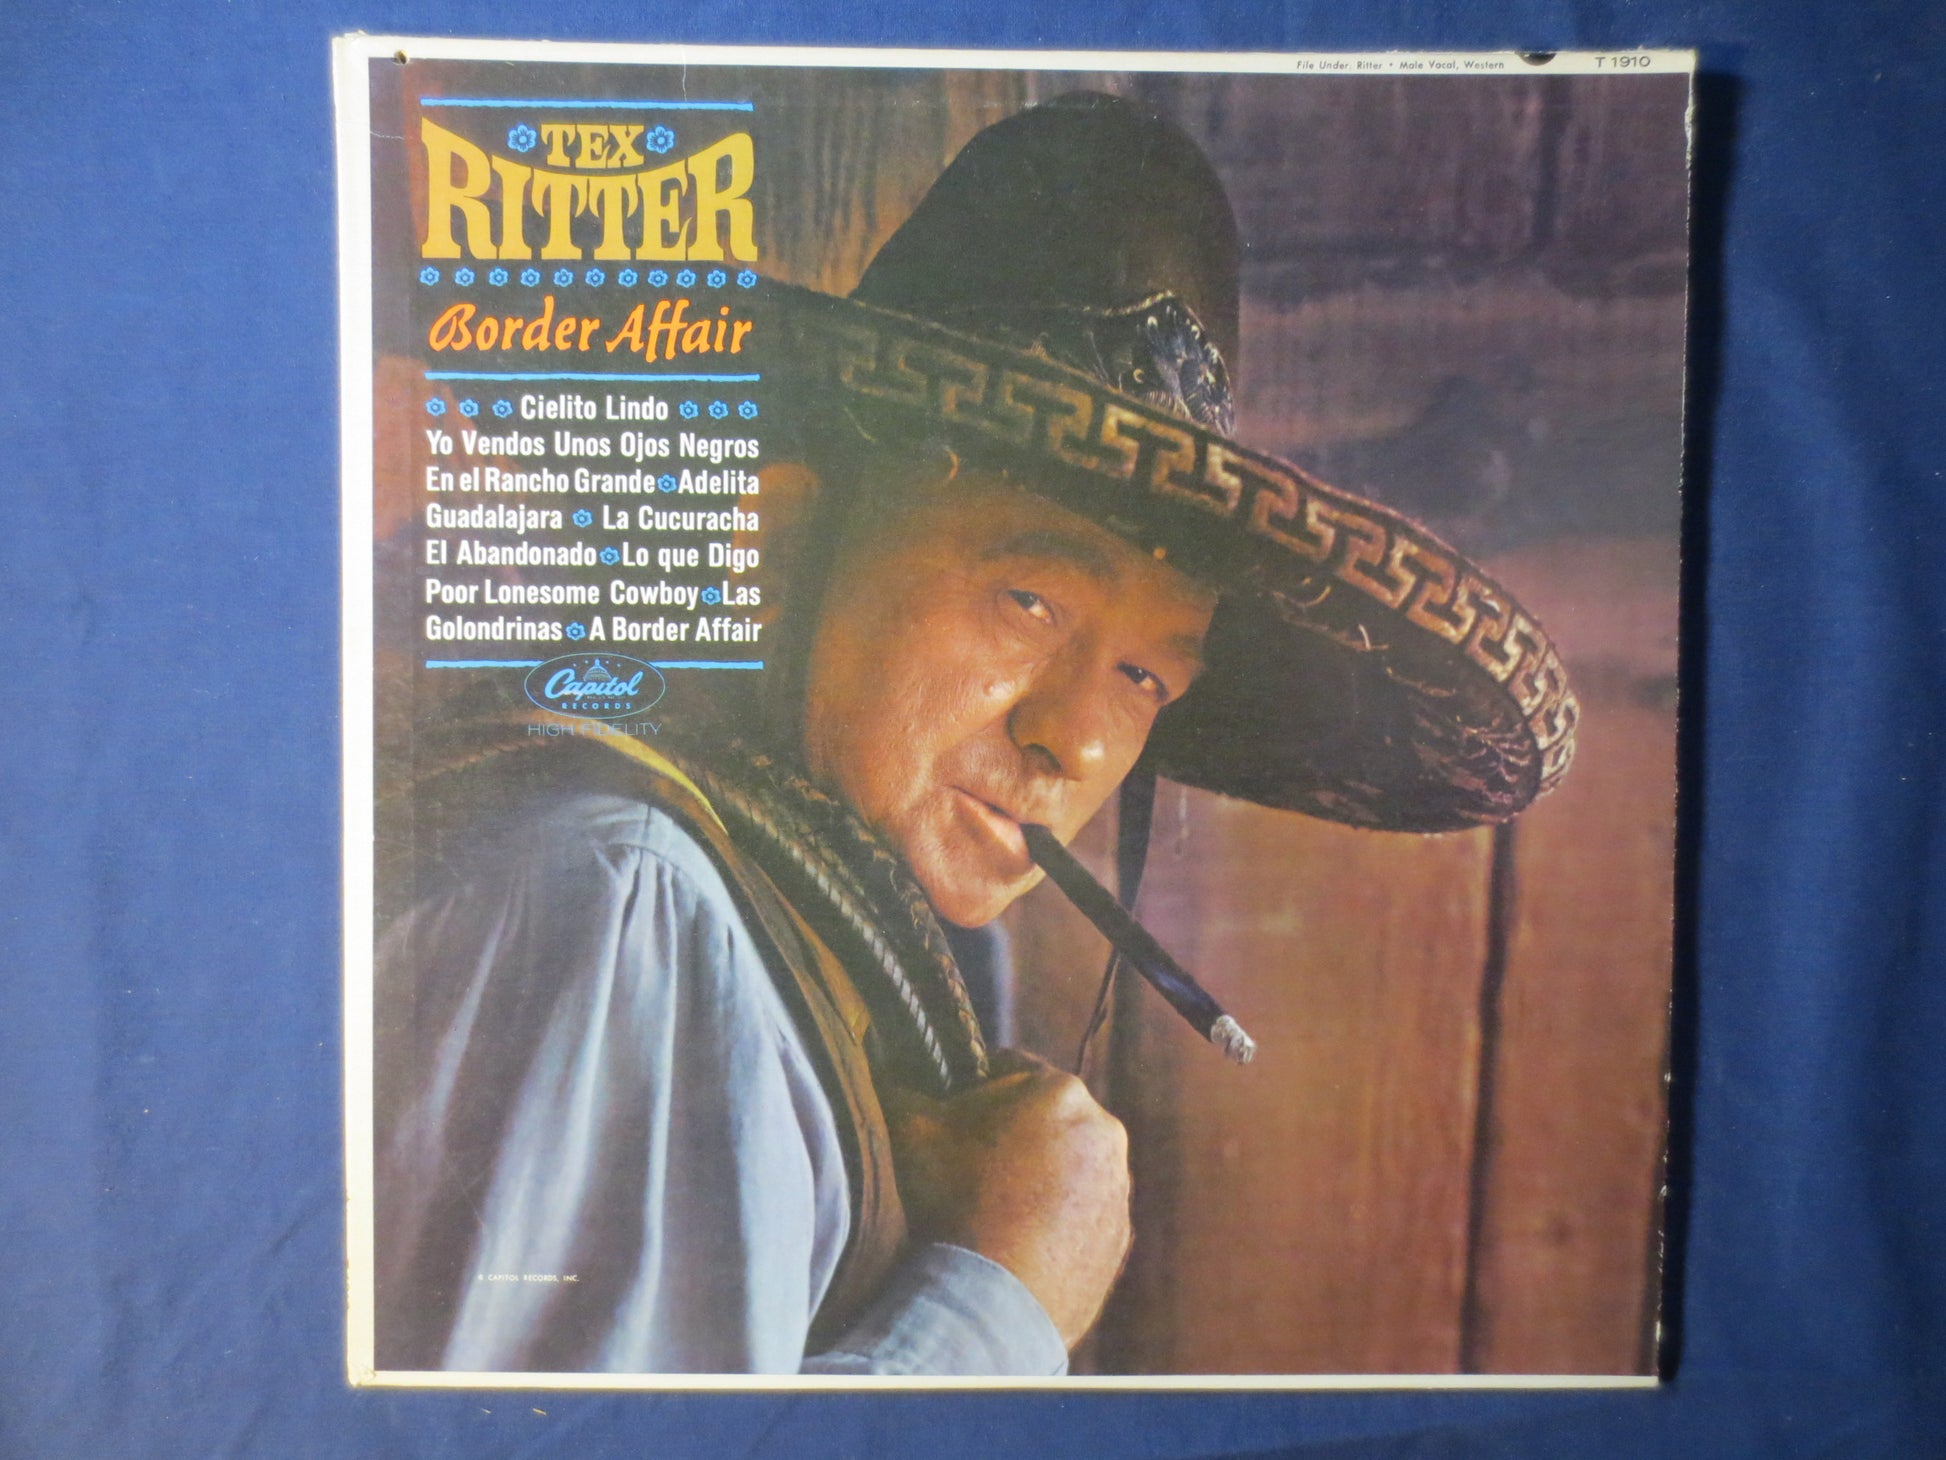 File Under: Ritter • Male Vocal, Western
T 1910
TEX
RITTER
Border Affair
Cielito Lindo
Yo Vendos Unos Ojos Negros
En el Rancho Grande Adelita
Guadalajara La Cucuracha
El Abandonado Lo que Digo
Poor Lonesome Cowboy Las
Golondrinas A Border Affair
Capitol
RECORDS
HIGH FIDELITY
© CAPITOL RECORDS, INC.